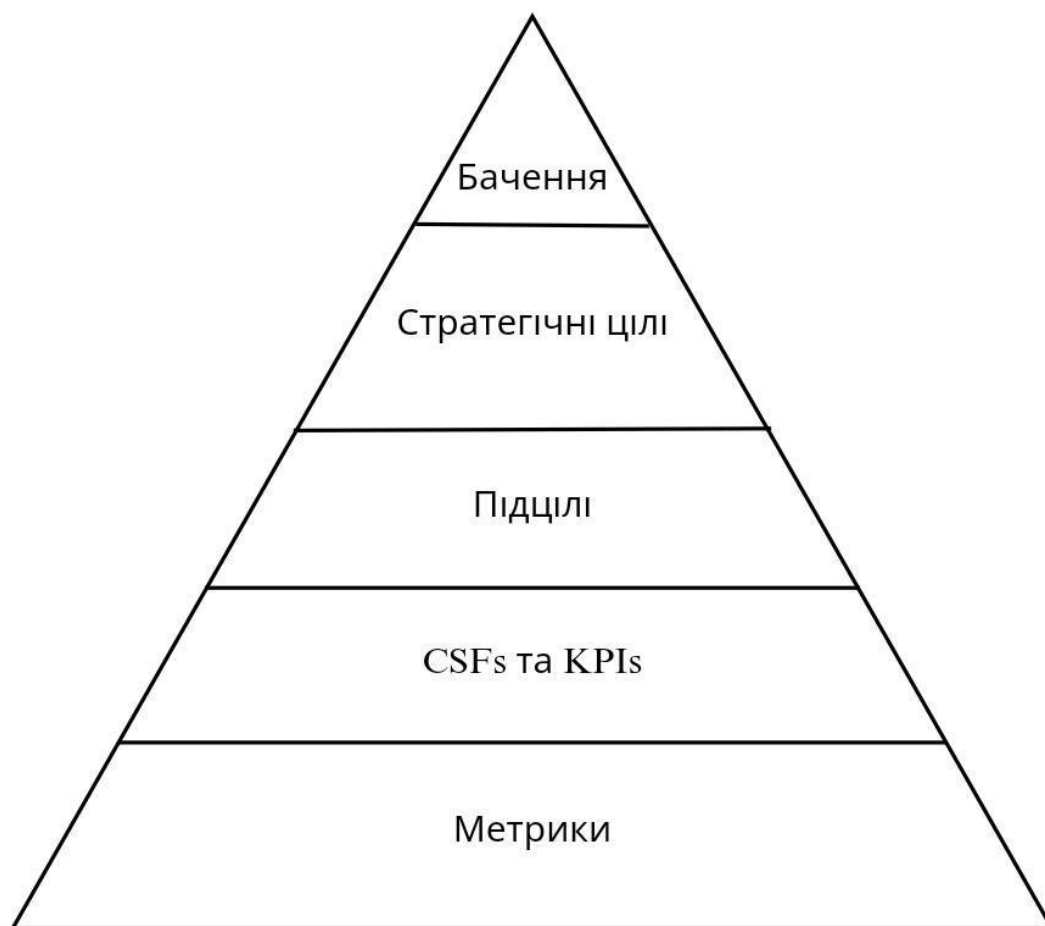 Бачення
Стратегічні цілі
Підцілі
CSFs та KPIs
Метрики